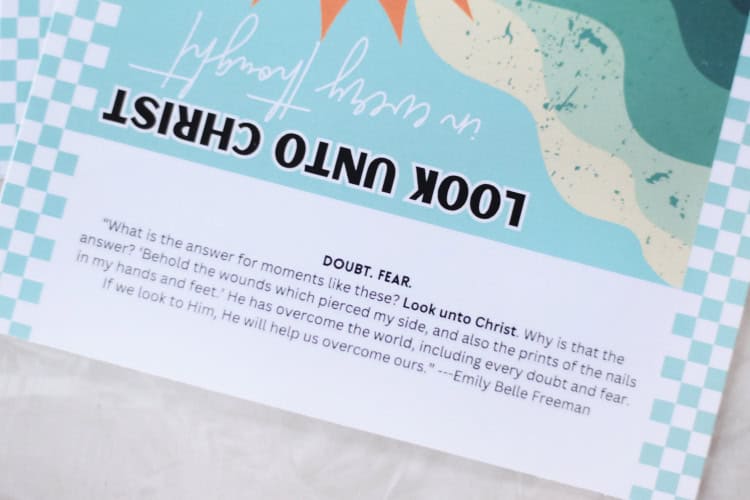 in every thought
LOOK UNTO CHRIST
DOUBT. FEAR.
"What is the answer for moments like these? Look unto Christ. Why is that the
answer? 'Behold the wounds which pierced my side, and also the prints of the nails
in my hands and feet.' He has overcome the world, including every doubt and fear.
If we look to Him, He will help us overcome ours." ---Emily Belle Freeman